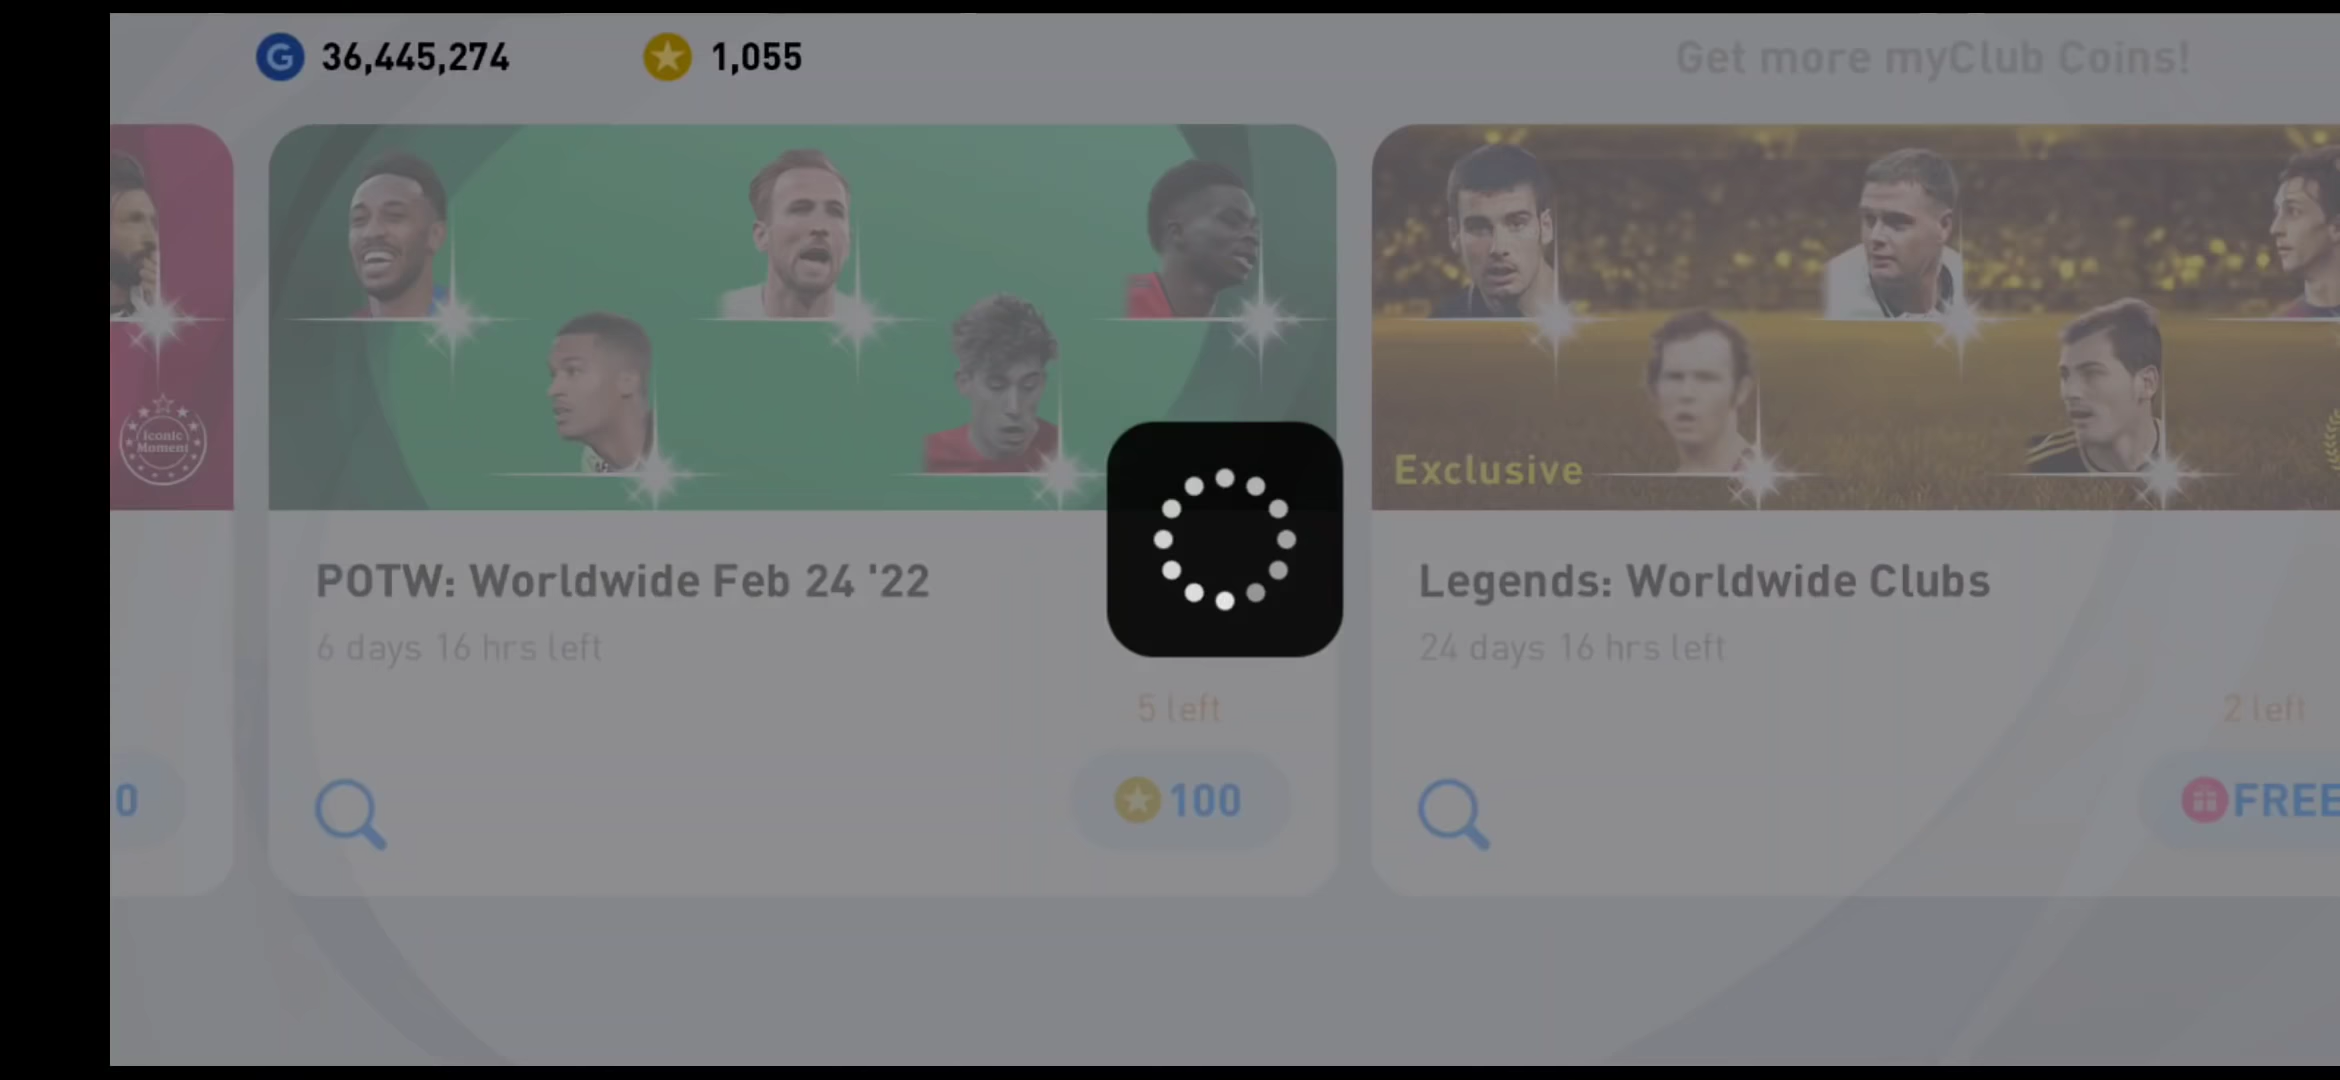 G 36,445,274
1,055
Get more myClub Coins!
Iconic
Moment
Exclusive
POTW: Worldwide Feb 24 '22
6 days 16 hrs left
5 left
100
Legends: Worldwide Clubs
24 days 16 hrs left
2 left
FREE
0